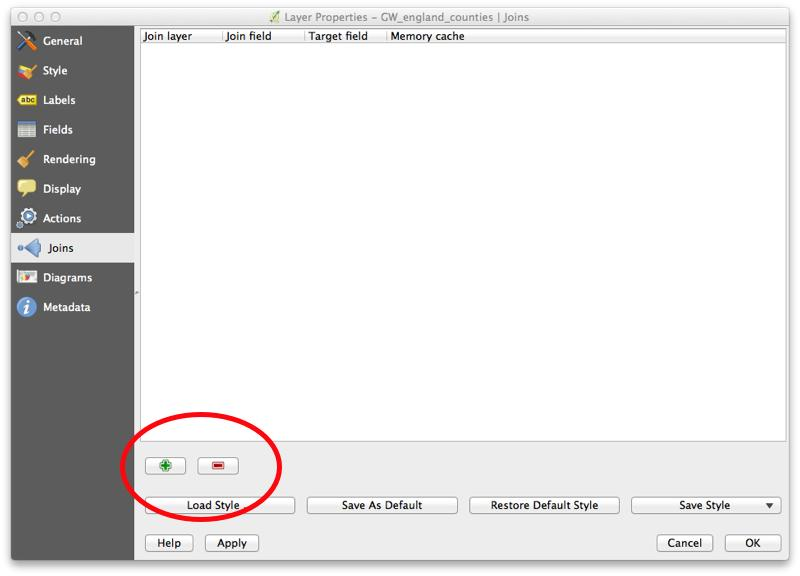 Layer Properties - GW_england_counties | Joins
General
Style
abc Labels
Fields
Rendering
Display
Actions
Joins
Diagrams
Metadata
Join layer Join field Target field Memory cache
Load Style Save As Default Restore Default Style Save Style
Help Apply Cancel OK